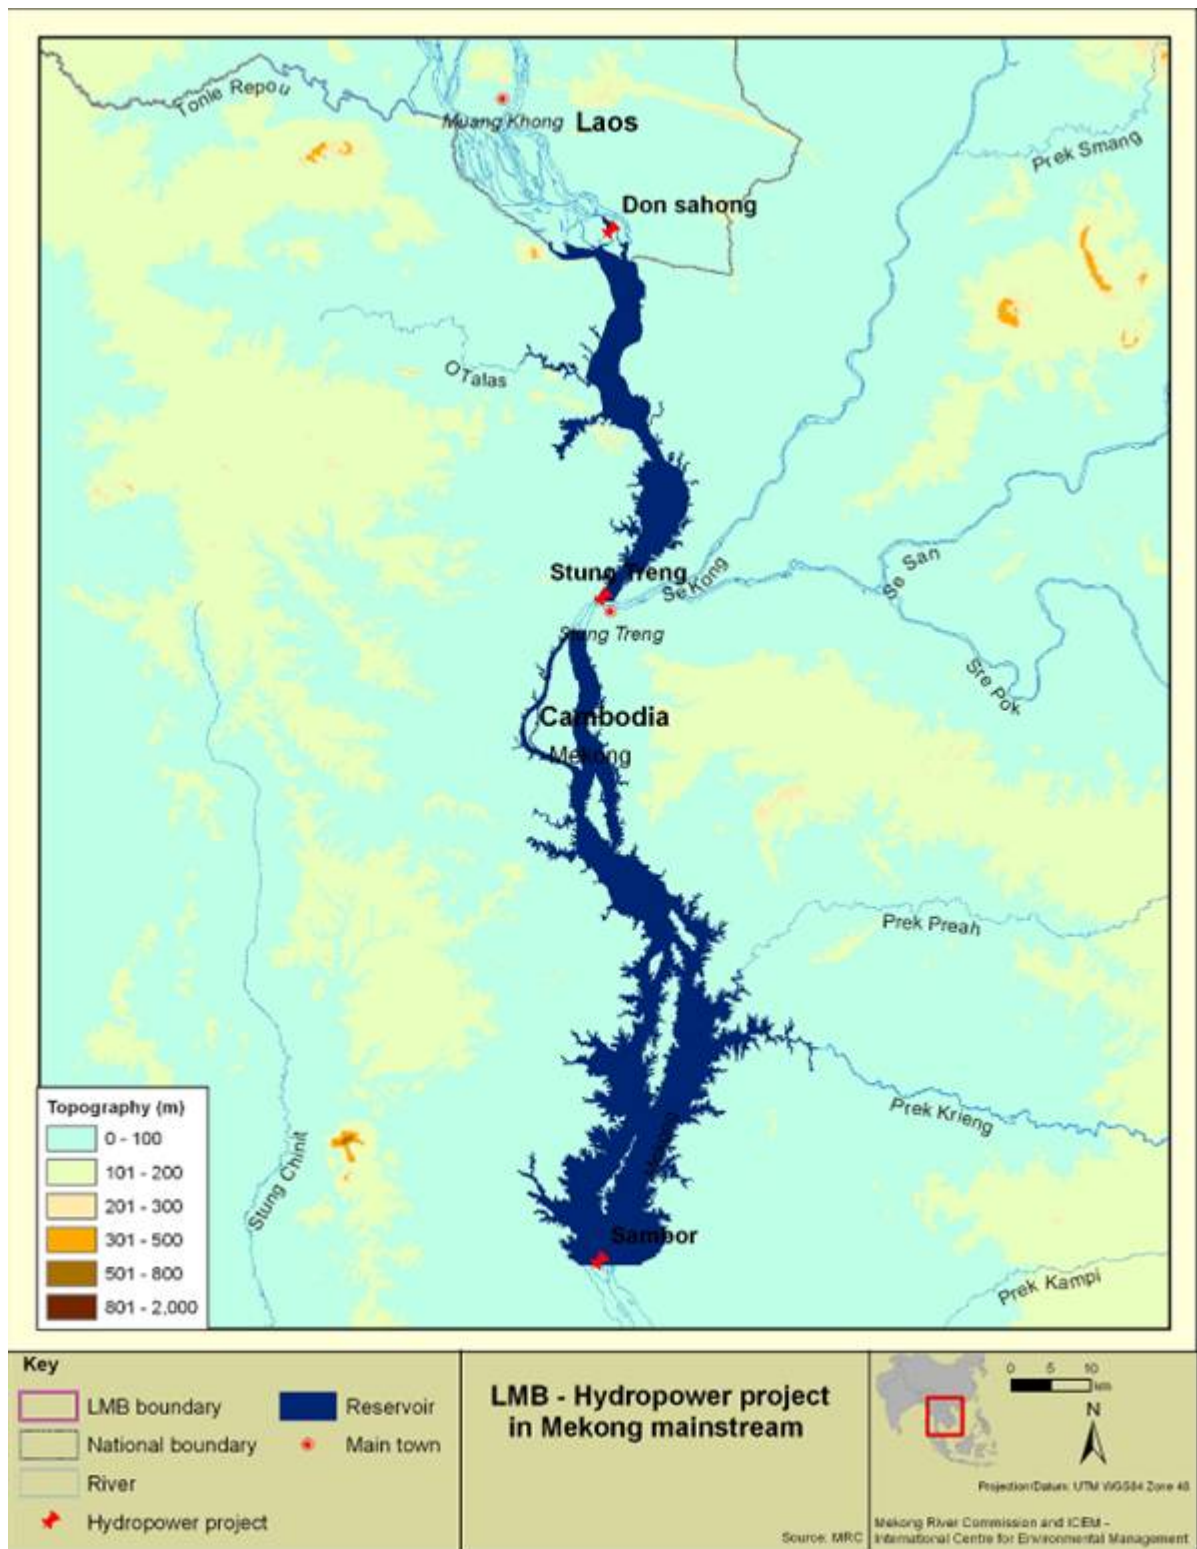 Tonle Repou
Muang Khong
Laos
Prek Smang
Don sahong
OTalas
Stung Treng
Se Kong
Se San
Stung Treng
Sre Pok
Cambodia
Mekong
Prek Preah
Prek Krieng
Mekong
Stung Chinit
Sambor
Prek Kampi
Topography (m)
0 - 100
101 - 200
201 - 300
301 - 500
501 - 800
801 - 2,000
Key
LMB boundary
Reservoir
National boundary
Main town
River
Hydropower project
LMB - Hydropower project
in Mekong mainstream
Source: MRC
0 5 10
km
N
Projection/Datum: UTM WGS84 Zone 48
Mekong River Commission and ICEM -
International Centre for Environmental Management